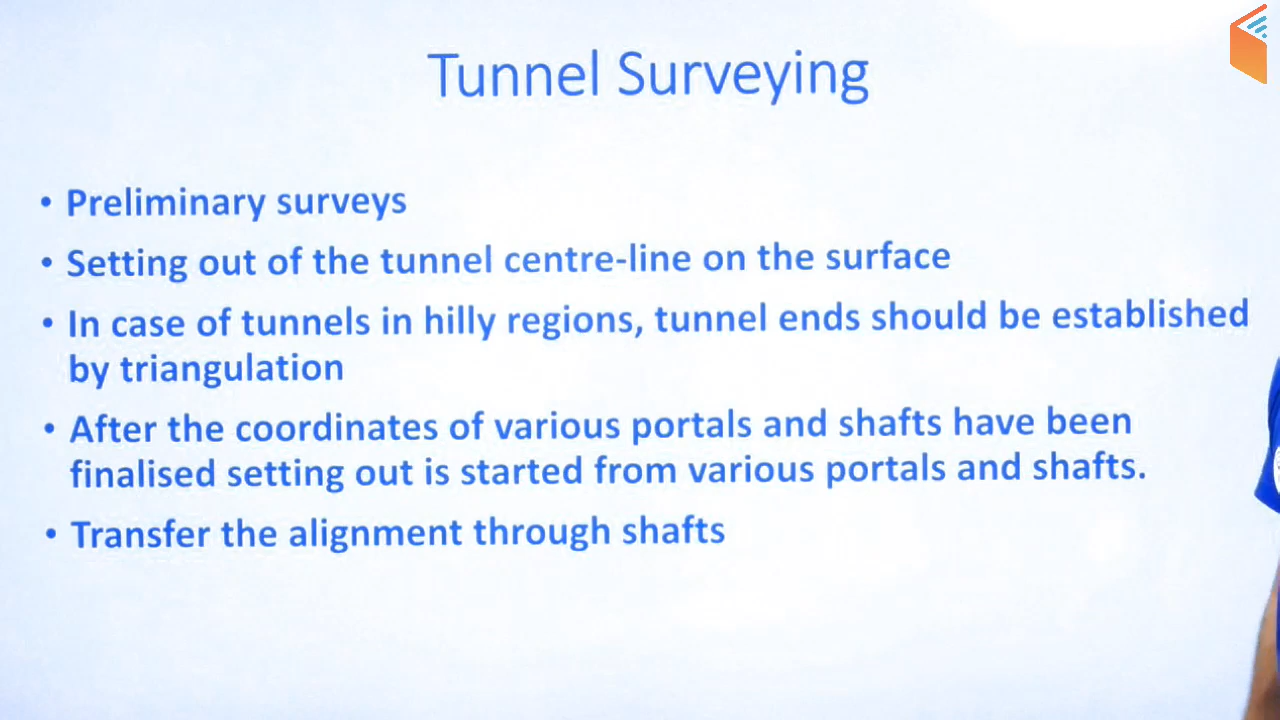 Tunnel Surveying
• Preliminary surveys
• Setting out of the tunnel centre-line on the surface
• In case of tunnels in hilly regions, tunnel ends should be established
by triangulation
• After the coordinates of various portals and shafts have been
finalised setting out is started from various portals and shafts.
• Transfer the alignment through shafts